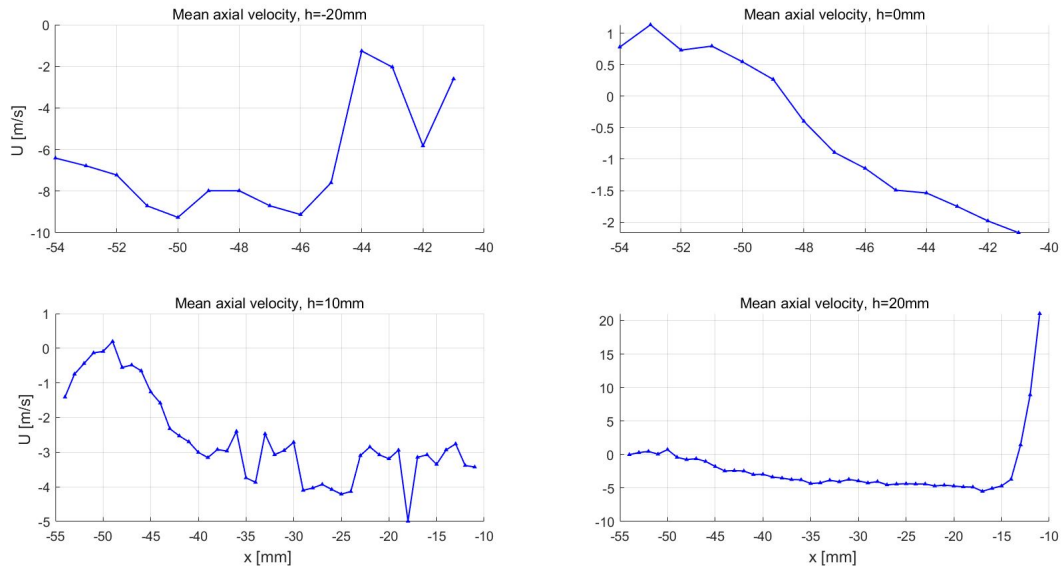 Mean axial velocity, h=-20mm
0
-2
-4
-6
-8
-10
U [m/s]
-54 -52 -50 -48 -46 -44 -42 -40
Mean axial velocity, h=0mm
1
0.5
0
-0.5
-1
-1.5
-2
-54 -52 -50 -48 -46 -44 -42 -40
Mean axial velocity, h=10mm
1
0
-1
-2
-3
-4
-5
U [m/s]
-55 -50 -45 -40 -35 -30 -25 -20 -15 -10
x [mm]
Mean axial velocity, h=20mm
20
15
10
5
0
-5
-10
-55 -50 -45 -40 -35 -30 -25 -20 -15 -10
x [mm]